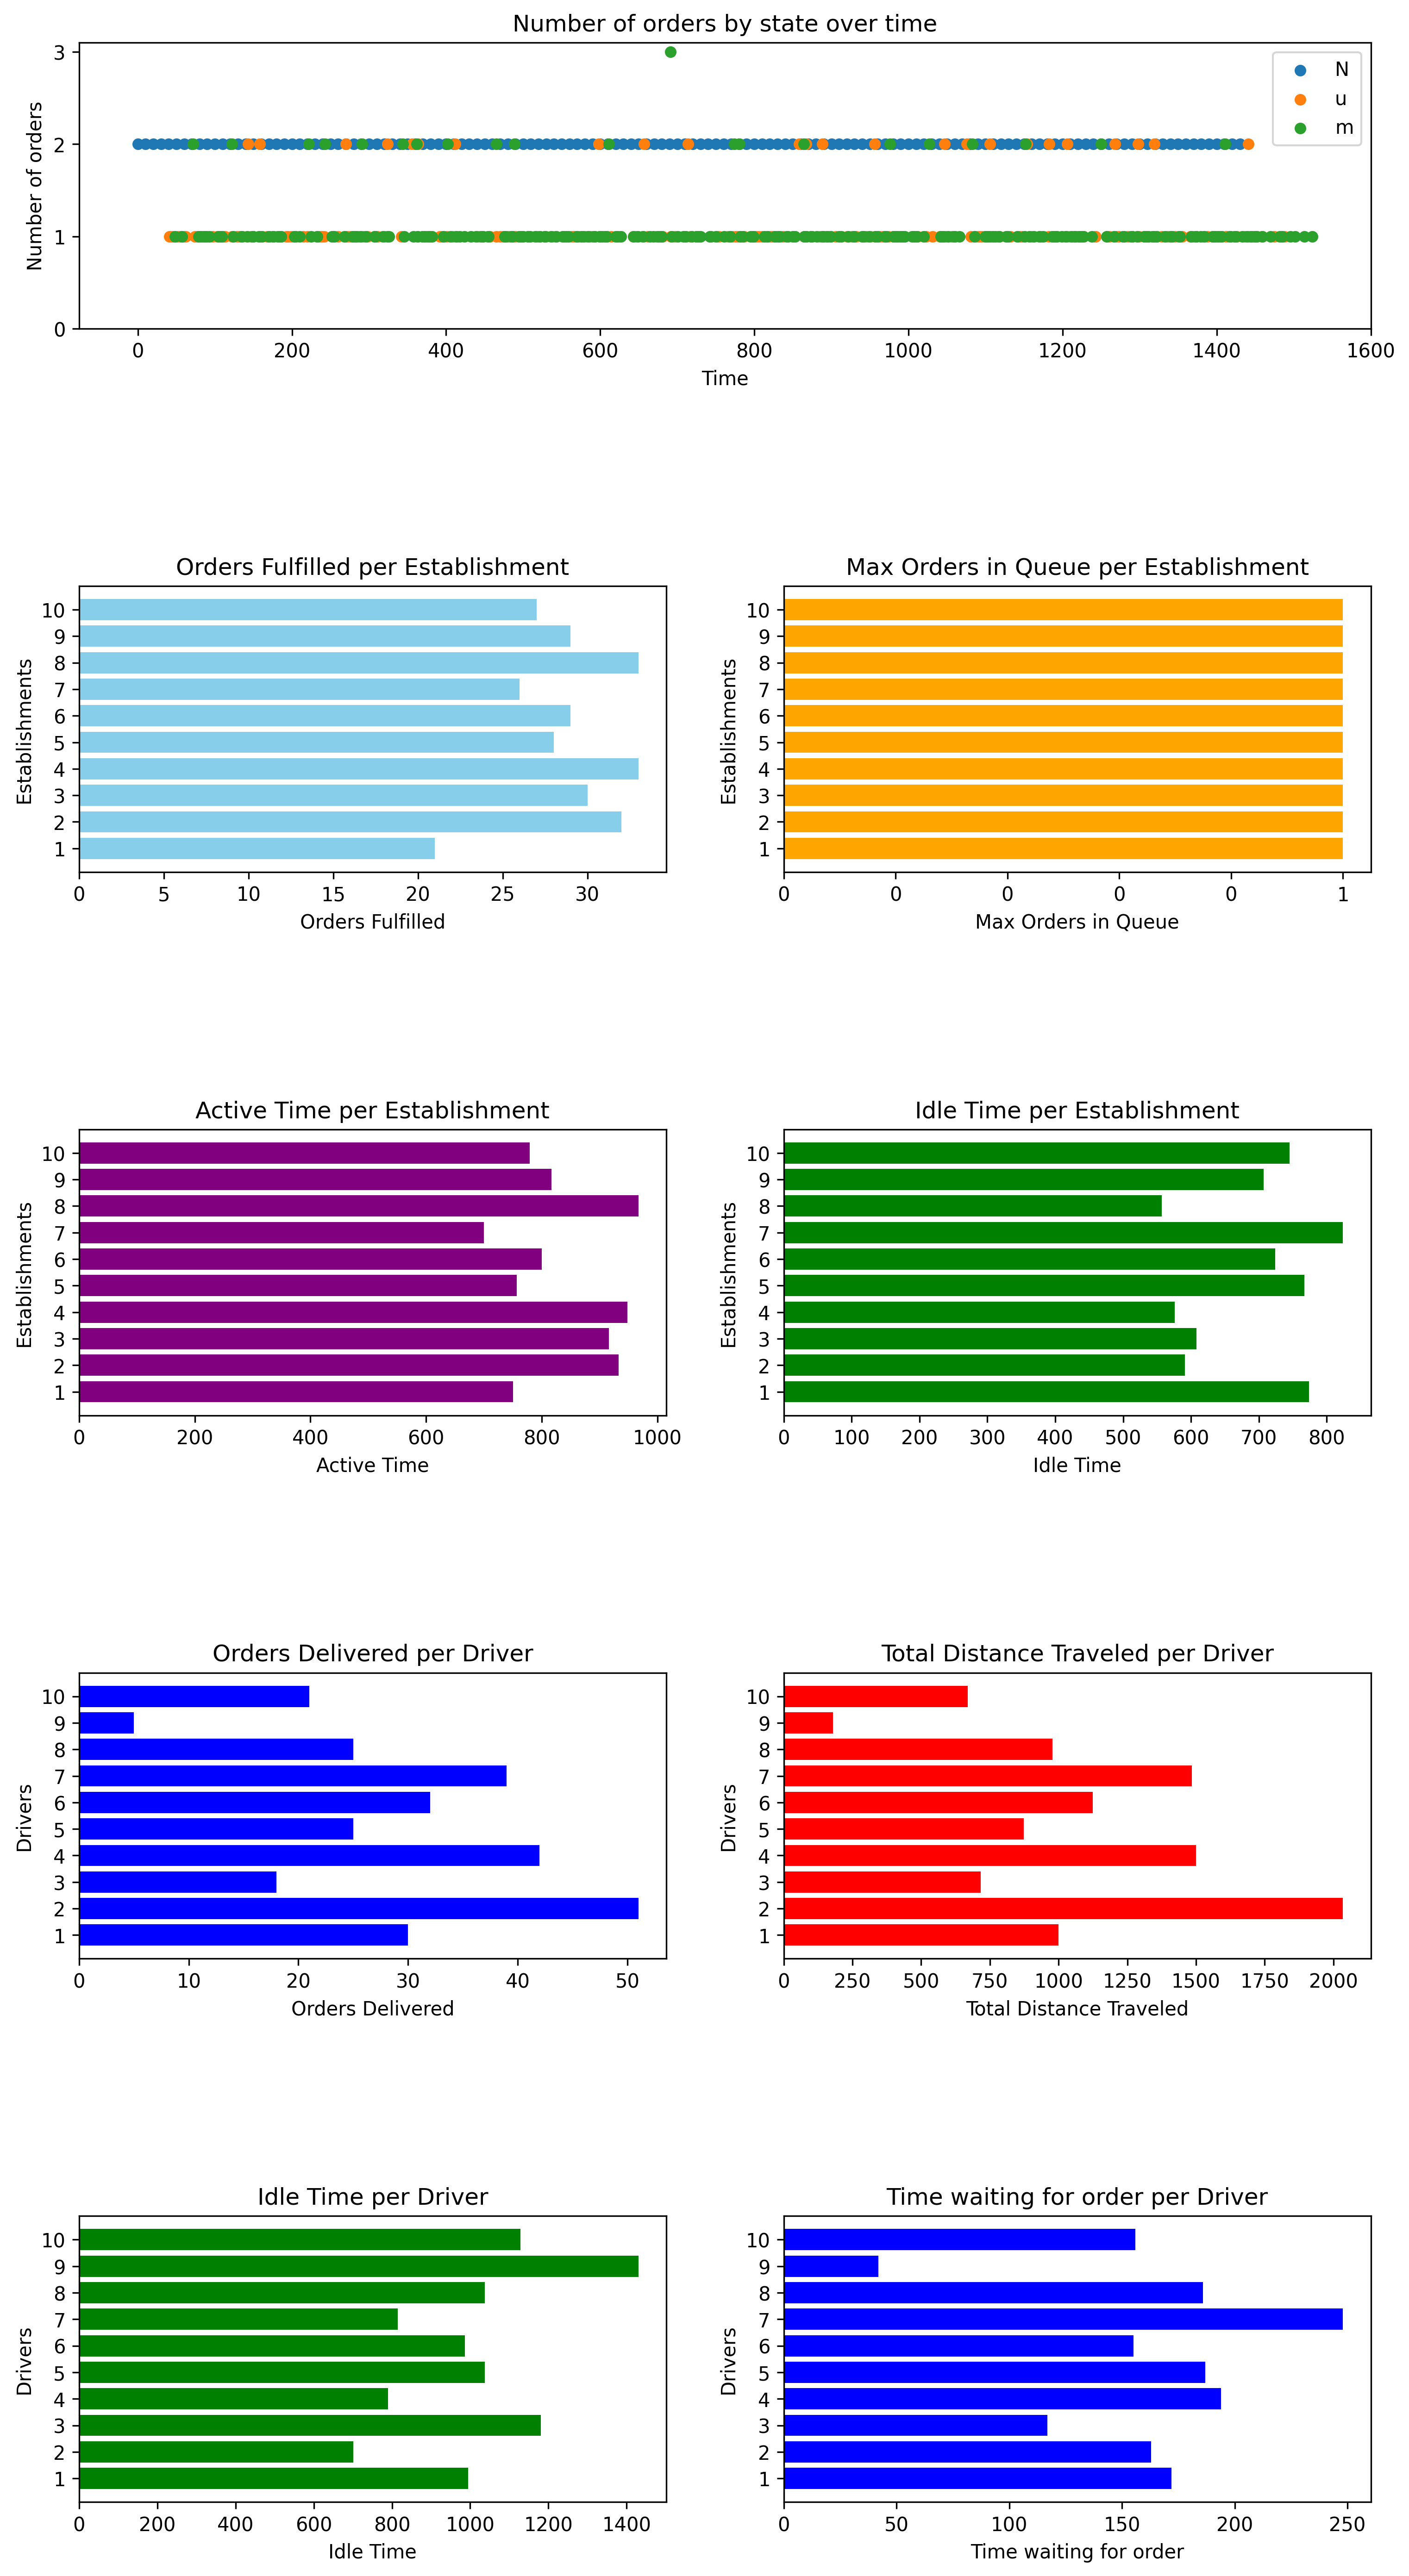 Number of orders by state over time
Number of orders
3
2
1
0
N
u
m
0 200 400 600 800 1000 1200 1400 1600
Time
Orders Fulfilled per Establishment
Establishments
10
9
8
7
6
5
4
3
2
1
0 5 10 15 20 25 30
Orders Fulfilled
Max Orders in Queue per Establishment
Establishments
10
9
8
7
6
5
4
3
2
1
0 0 0 0 0 1
Max Orders in Queue
Active Time per Establishment
Establishments
10
9
8
7
6
5
4
3
2
1
0 200 400 600 800 1000
Active Time
Idle Time per Establishment
Establishments
10
9
8
7
6
5
4
3
2
1
0 100 200 300 400 500 600 700 800
Idle Time
Orders Delivered per Driver
Drivers
10
9
8
7
6
5
4
3
2
1
0 10 20 30 40 50
Orders Delivered
Total Distance Traveled per Driver
Drivers
10
9
8
7
6
5
4
3
2
1
0 250 500 750 1000 1250 1500 1750 2000
Total Distance Traveled
Idle Time per Driver
Drivers
10
9
8
7
6
5
4
3
2
1
0 200 400 600 800 1000 1200 1400
Idle Time
Time waiting for order per Driver
Drivers
10
9
8
7
6
5
4
3
2
1
0 50 100 150 200 250
Time waiting for order